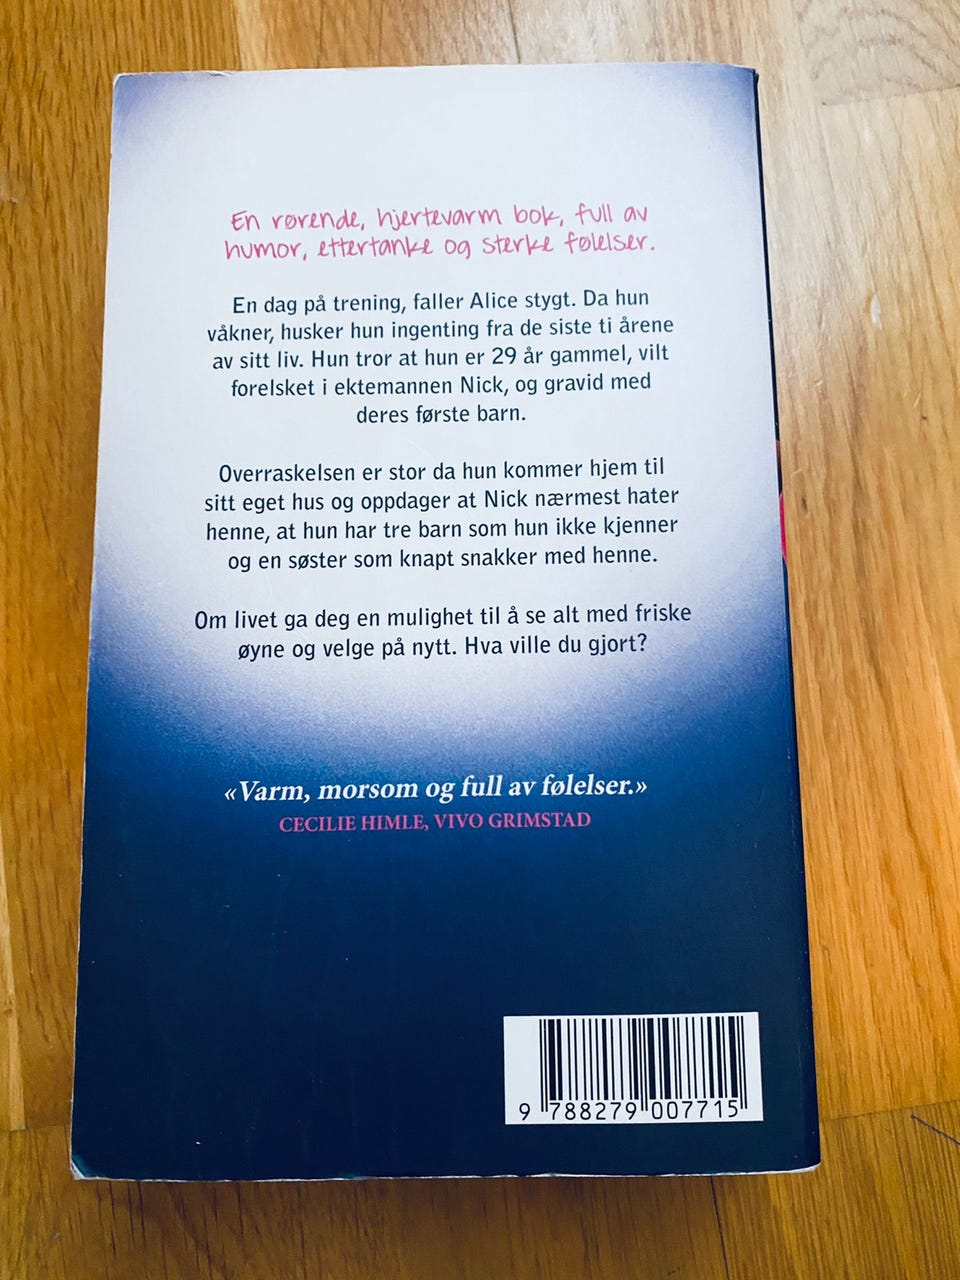 En rørende, hjertevarm bok, full av
humor, ettertanke og sterke følelser.
En dag på trening, faller Alice stygt. Da hun
våkner, husker hun ingenting fra de siste ti årene
av sitt liv. Hun tror at hun er 29 år gammel, vilt
forelsket i ektemannen Nick, og gravid med
deres første barn.
Overraskelsen er stor da hun kommer hjem til
sitt eget hus og oppdager at Nick nærmest hater
henne, at hun har tre barn som hun ikke kjenner
og en søster som knapt snakker med henne.
Om livet ga deg en mulighet til å se alt med friske
øyne og velge på nytt. Hva ville du gjort?
«Varm, morsom og full av følelser.»
CECILIE HIMLE, VIVO GRIMSTAD
9 788279 007715